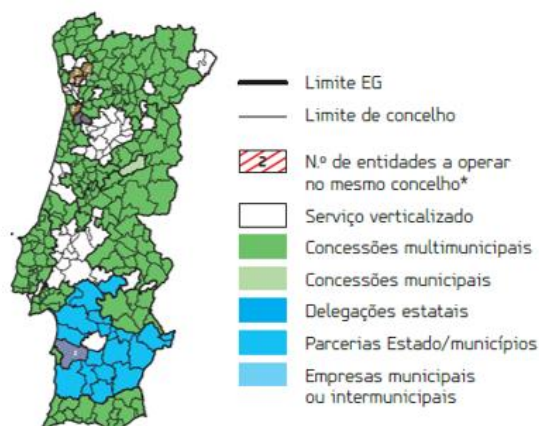 Limite EG
Limite de concelho
2
N.º de entidades a operar
no mesmo concelho*
Serviço verticalizado
Concessões multimunicipais
Concessões municipais
Delegações estatais
Parcerias Estado/municípios
Empresas municipais
ou intermunicipais